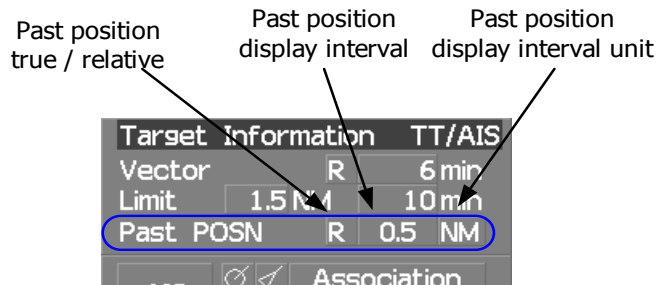 Past position
true / relative
Past position
display interval
Past position
display interval unit
Target Information TT/AIS
Vector R 6 min
Limit 1.5 NM 10 min
Past POSN R 0.5 NM
Association